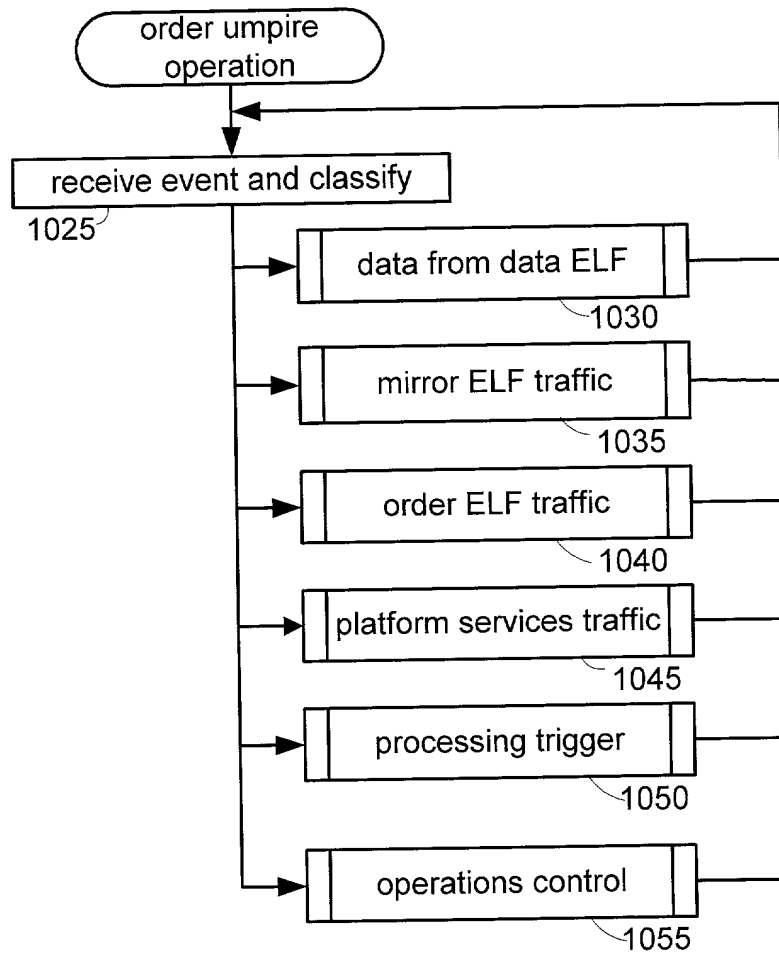 order umpire
operation
receive event and classify
1025
data from data ELF
1030
mirror ELF traffic
1035
order ELF traffic
1040
platform services traffic
1045
processing trigger
1050
operations control
1055